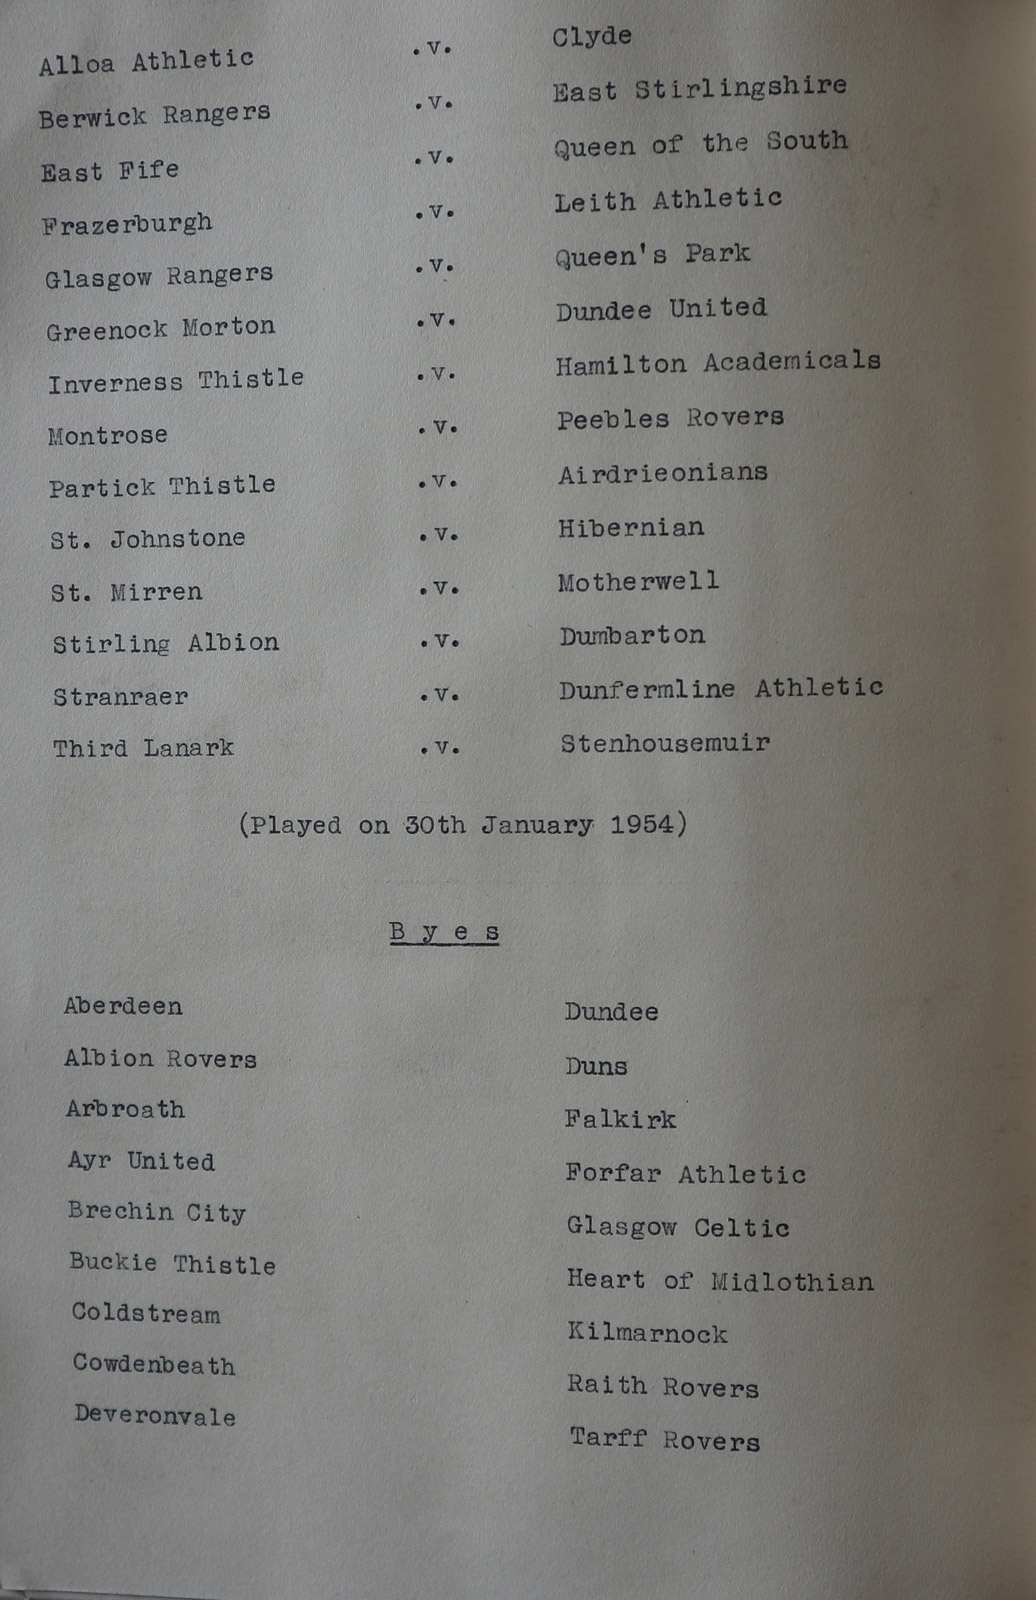 Alloa Athletic .v. Clyde
Berwick Rangers .v. East Stirlingshire
East Fife .v. Queen of the South
Frazerburgh .v. Leith Athletic
Glasgow Rangers .v. Queen's Park
Greenock Morton .v. Dundee United
Inverness Thistle .v. Hamilton Academicals
Montrose .v. Peebles Rovers
Partick Thistle .v. Airdrieonians
St. Johnstone .v. Hibernian
St. Mirren .v. Motherwell
Stirling Albion .v. Dumbarton
Stranraer .v. Dunfermline Athletic
Third Lanark .v. Stenhousemuir
(Played on 30th January 1954)
B y e s
Aberdeen Dundee
Albion Rovers Duns
Arbroath Falkirk
Ayr United Forfar Athletic
Brechin City Glasgow Celtic
Buckie Thistle Heart of Midlothian
Coldstream Kilmarnock
Cowdenbeath Raith Rovers
Deveronvale Tarff Rovers